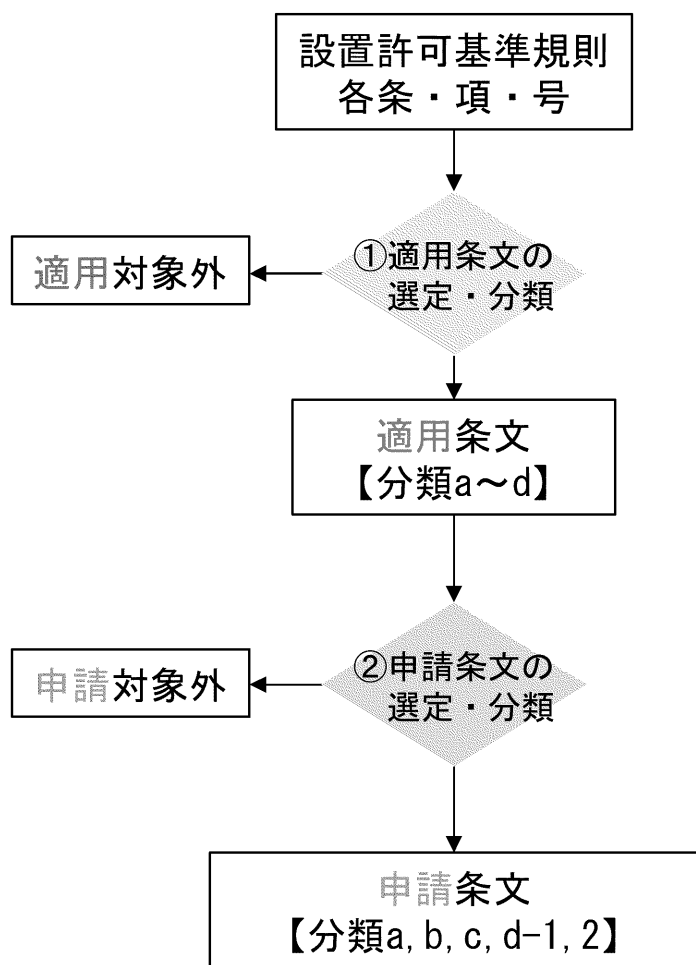 設置許可基準規則
各条・項・号
①適用条文の
選定・分類
適用対象外
適用条文
【分類a～d】
②申請条文の
選定・分類
申請対象外
申請条文
【分類a,b,c,d-1,2】